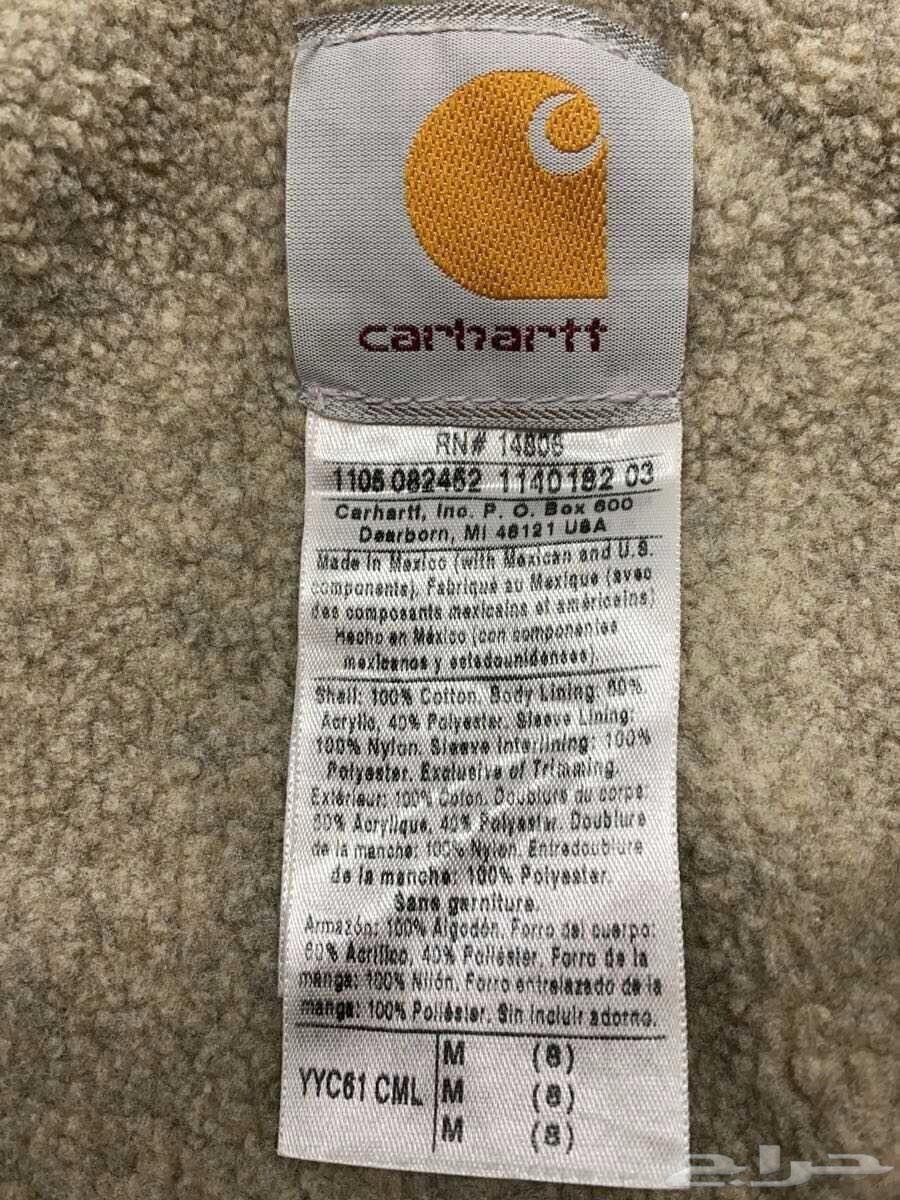 carhartt
RN# 14806
1105 082452 1140182 03
Carhartt, Inc. P. O. Box 600
Dearborn, MI 48121 USA
Made in Mexico (with Mexican and U.S.
components). Fabriqué au Mexique (avec
des composants mexicains et américains)
Hecho en México (con componentes
mexicanos y estadounidenses).
Shell: 100% Cotton. Body Lining: 60%
Acrylic, 40% Polyester. Sleeve Lining:
100% Nylon. Sleeve Interlining: 100%
Polyester. Exclusive of Trimming.
Extérieur: 100% Coton. Doublure du corps:
60% Acrylique, 40% Polyester. Doublure
de la manche: 100% Nylon. Entredoublure
de la manche: 100% Polyester.
Sans garniture.
Armazón: 100% Algodón. Forro del cuerpo:
60% Acrílico, 40% Poliéster. Forro de la
manga: 100% Nilón. Forro entrelazado de la
manga: 100% Poliéster. Sin incluir adorno.
YYC61 CML
M (8)
M (8)
M (8)
حراج